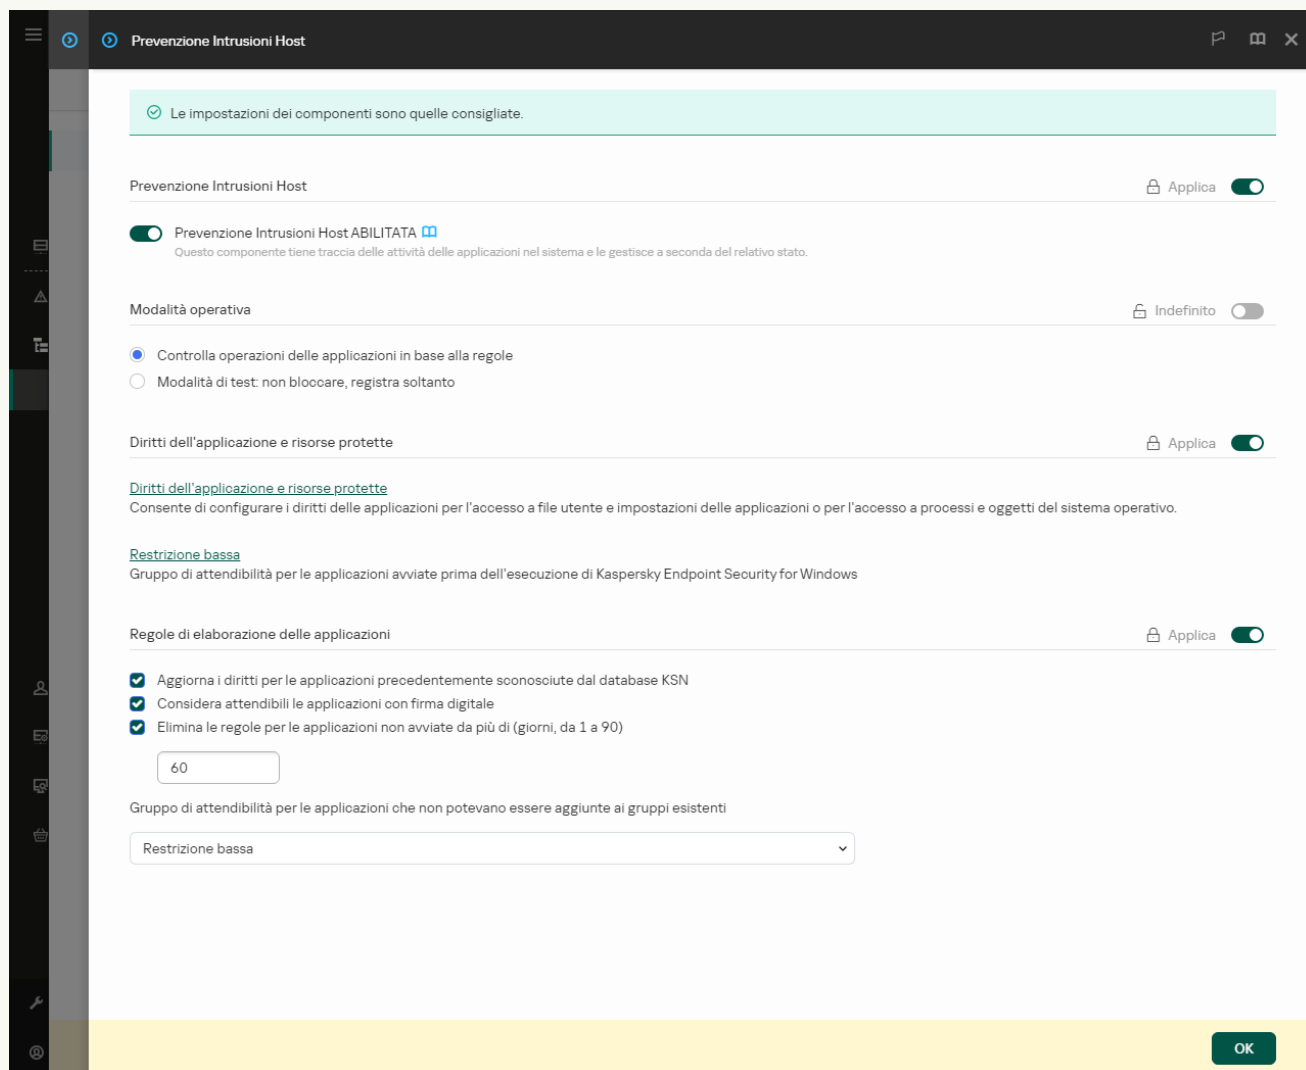 Prevenzione Intrusioni Host
Le impostazioni dei componenti sono quelle consigliate.
Prevenzione Intrusioni Host
Applica
Prevenzione Intrusioni Host ABILITATA
Questo componente tiene traccia delle attività delle applicazioni nel sistema e le gestisce a seconda del relativo stato.
Modalità operativa
Indefinito
Controlla operazioni delle applicazioni in base alla regole
Modalità di test: non bloccare, registra soltanto
Diritti dell'applicazione e risorse protette
Applica
Diritti dell'applicazione e risorse protette
Consente di configurare i diritti delle applicazioni per l'accesso a file utente e impostazioni delle applicazioni o per l'accesso a processi e oggetti del sistema operativo.
Restrizione bassa
Gruppo di attendibilità per le applicazioni avviate prima dell'esecuzione di Kaspersky Endpoint Security for Windows
Regole di elaborazione delle applicazioni
Applica
Aggiorna i diritti per le applicazioni precedentemente sconosciute dal database KSN
Considera attendibili le applicazioni con firma digitale
Elimina le regole per le applicazioni non avviate da più di (giorni, da 1 a 90)
60
Gruppo di attendibilità per le applicazioni che non potevano essere aggiunte ai gruppi esistenti
Restrizione bassa
OK